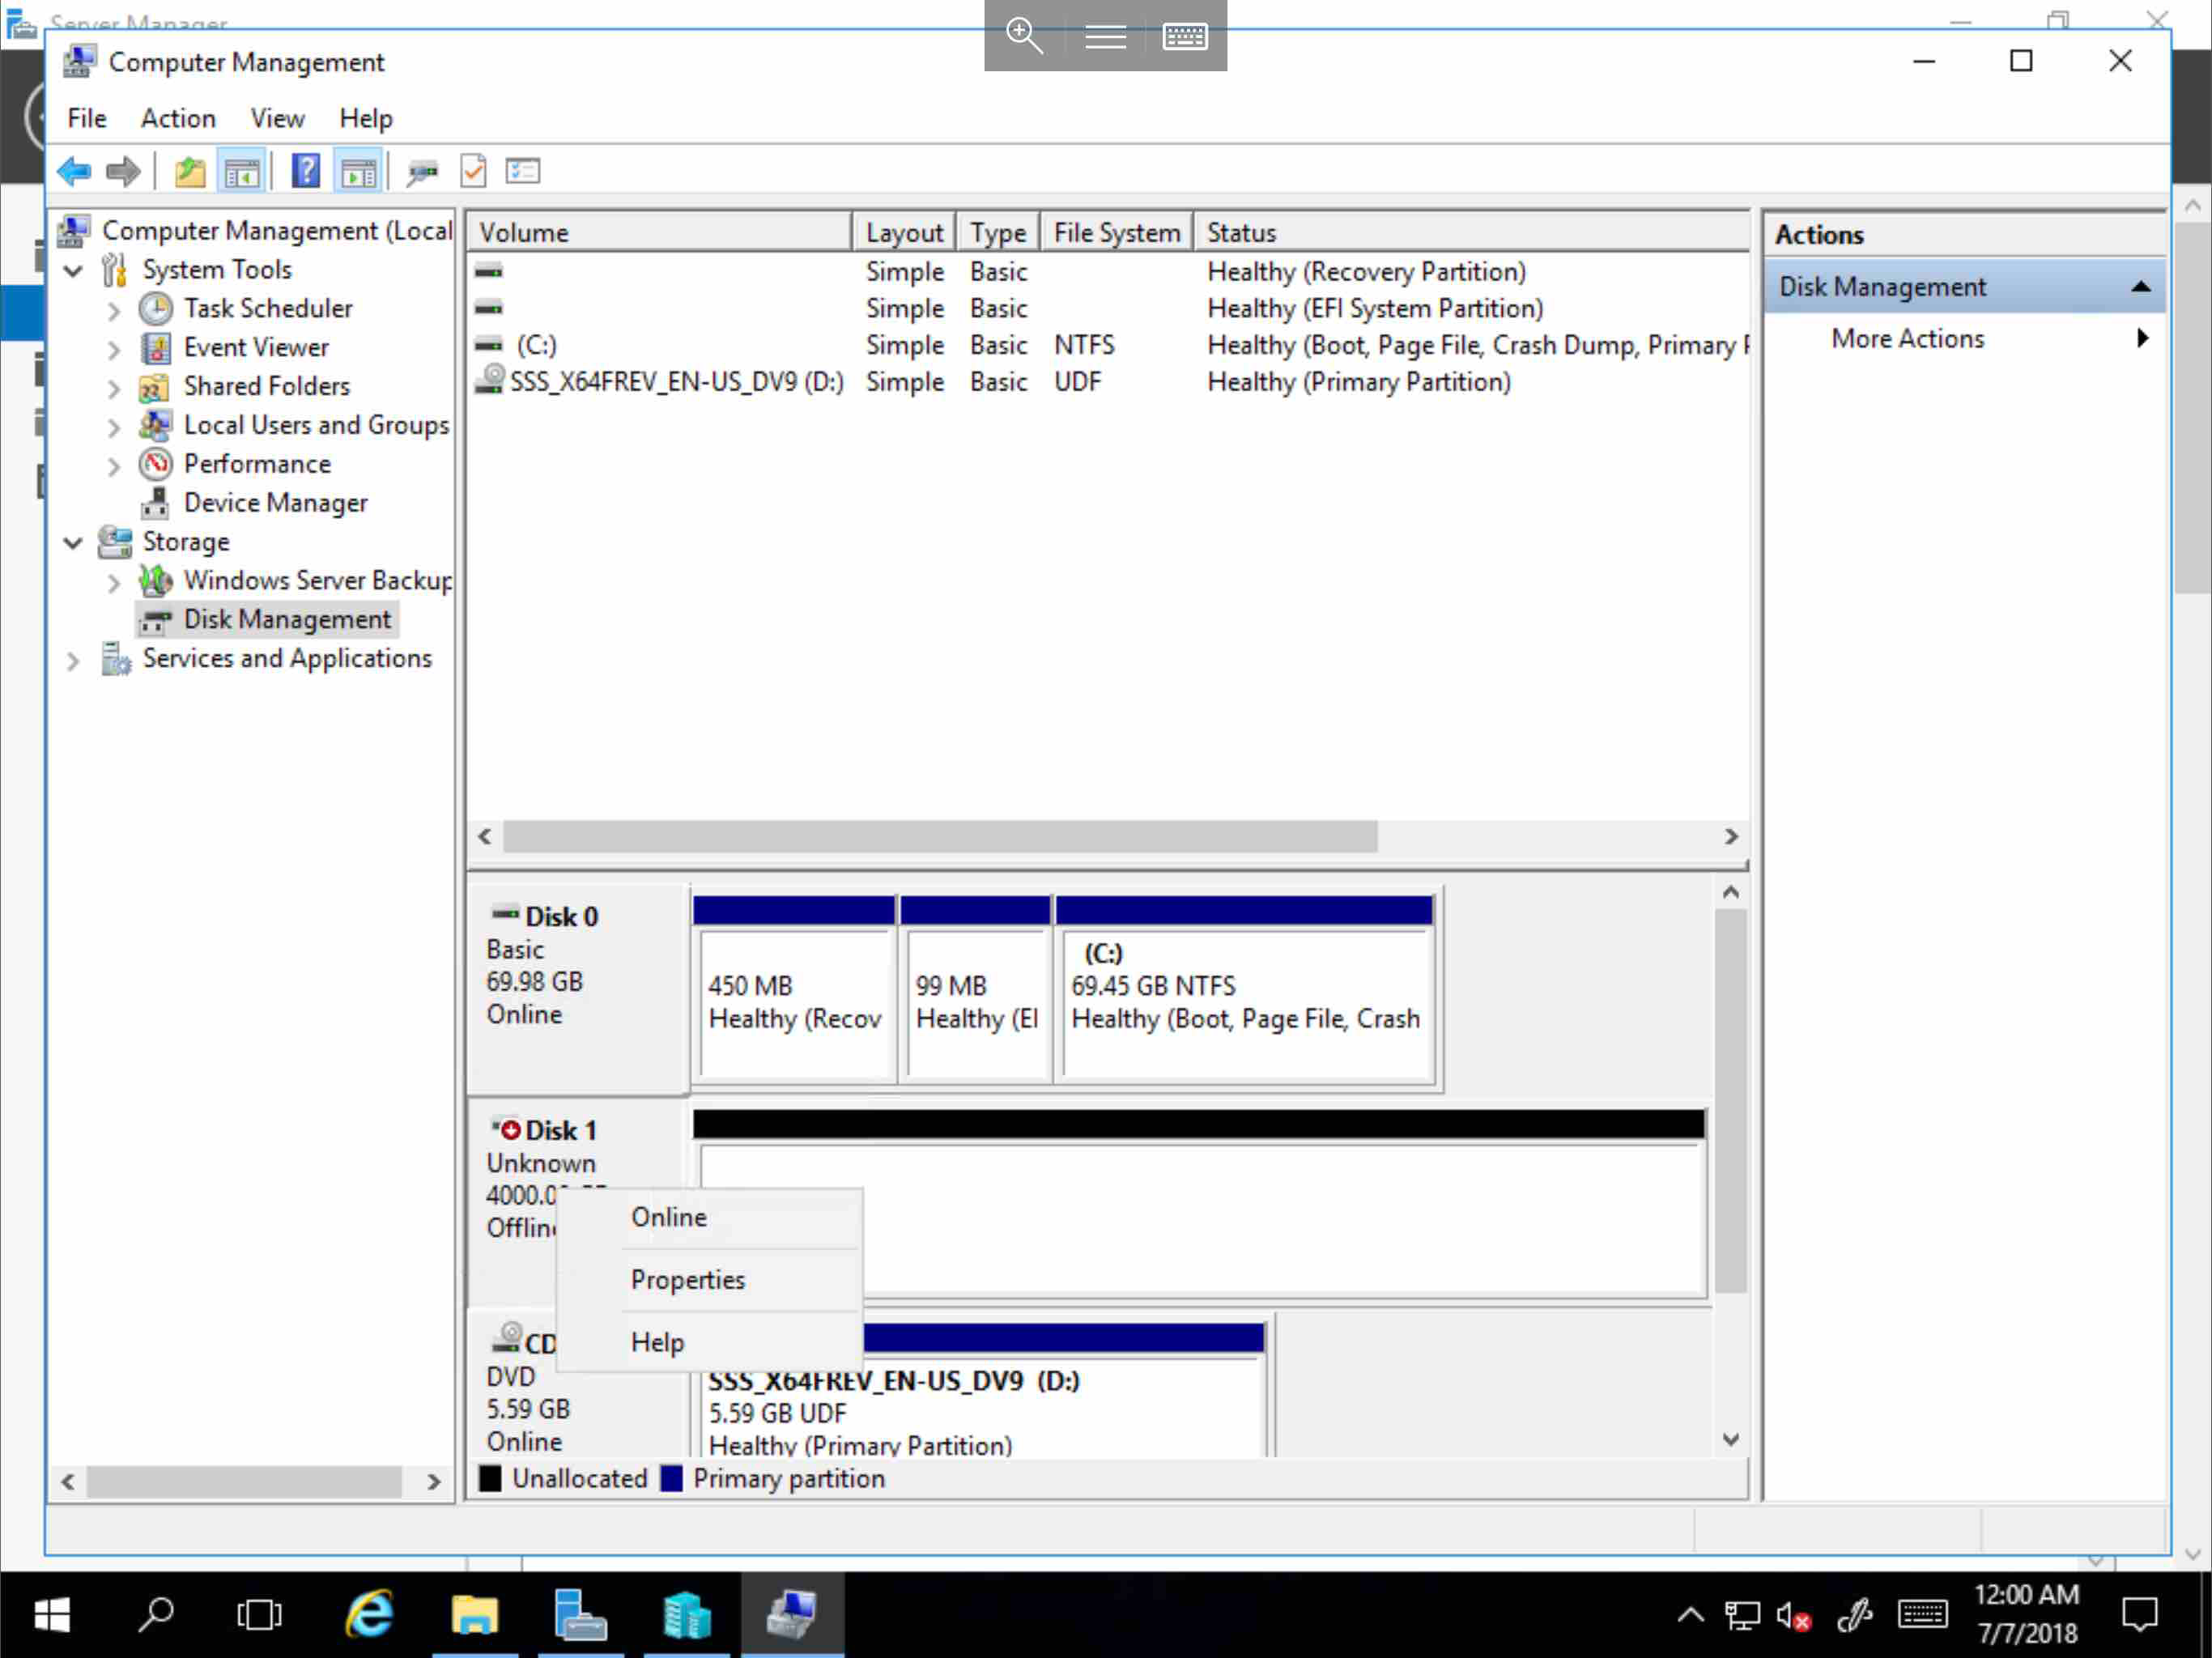 Server Manager
Computer Management
File Action View Help
Computer Management (Local
System Tools
Task Scheduler
Event Viewer
Shared Folders
Local Users and Groups
Performance
Device Manager
Storage
Windows Server Backup
Disk Management
Services and Applications
Volume Layout Type File System Status
Simple Basic Healthy (Recovery Partition)
Simple Basic Healthy (EFI System Partition)
(C:) Simple Basic NTFS Healthy (Boot, Page File, Crash Dump, Primary P
SSS_X64FREV_EN-US_DV9 (D:) Simple Basic UDF Healthy (Primary Partition)
Actions
Disk Management
More Actions
Disk 0
Basic
69.98 GB
Online
450 MB
Healthy (Recov
99 MB
Healthy (EI
(C:)
69.45 GB NTFS
Healthy (Boot, Page File, Crash
Disk 1
Unknown
4000.0
Offline
Online
Properties
Help
CD
DVD
5.59 GB
Online
SSS_X64FREV_EN-US_DV9 (D:)
5.59 GB UDF
Healthy (Primary Partition)
Unallocated Primary partition
12:00 AM
7/7/2018